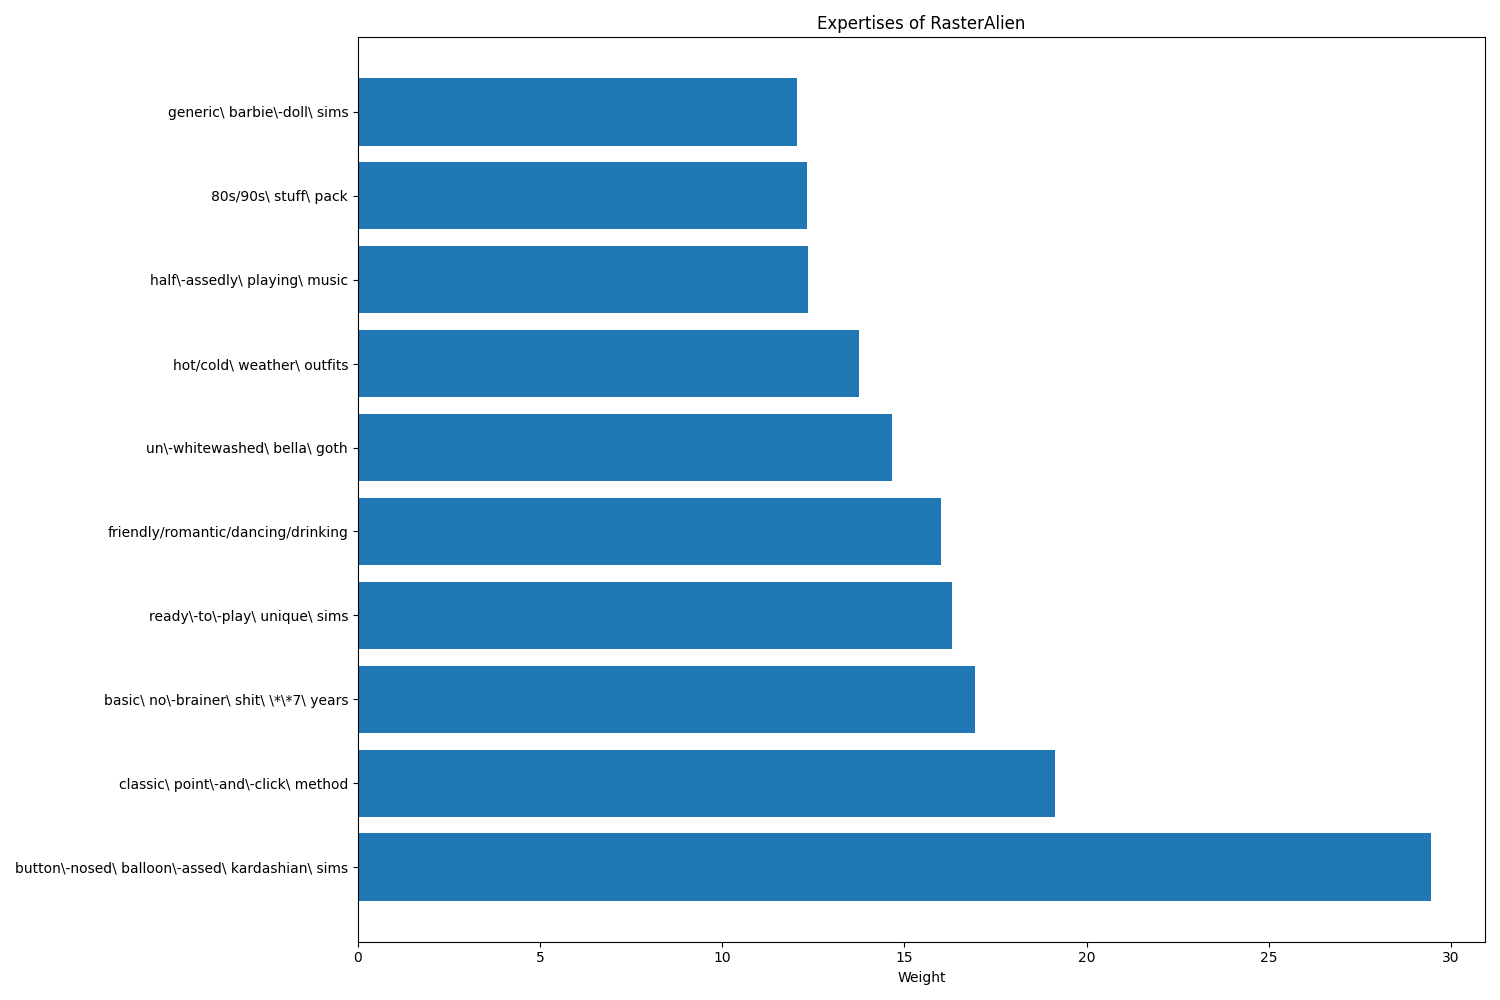 Expertises of RasterAlien
generic\ barbie\-doll\ sims
80s/90s\ stuff\ pack
half\-assedly\ playing\ music
hot/cold\ weather\ outfits
un\-whitewashed\ bella\ goth
friendly/romantic/dancing/drinking
ready\-to\-play\ unique\ sims
basic\ no\-brainer\ shit\ \*\*7\ years
classic\ point\-and\-click\ method
button\-nosed\ balloon\-assed\ kardashian\ sims
0 5 10 15 20 25 30
Weight